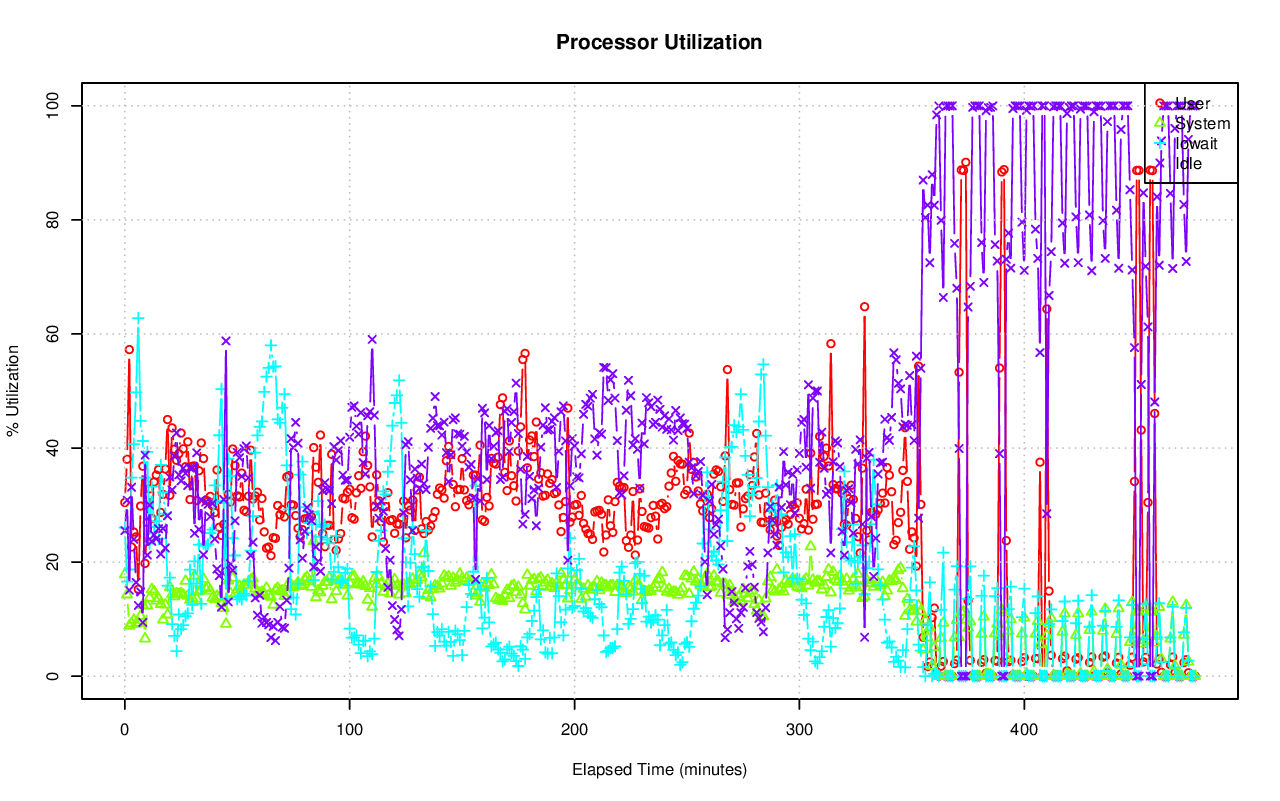 Processor Utilization
% Utilization
100
80
60
40
20
0
User
System
Iowait
Idle
0 100 200 300 400
Elapsed Time (minutes)